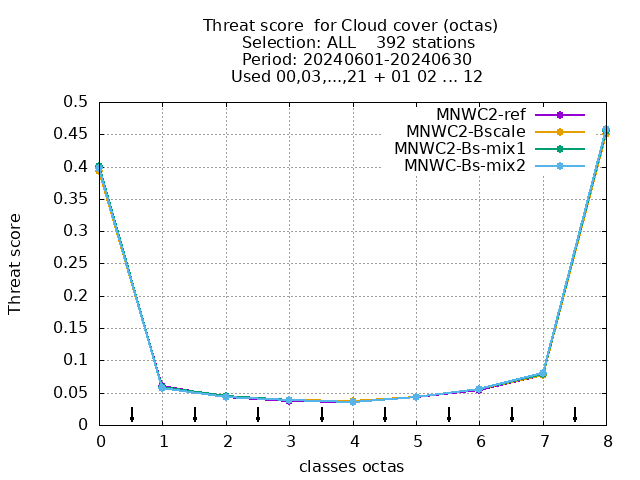 Threat score  for Cloud cover (octas)
Selection: ALL    392 stations
Period: 20240601-20240630
Used 00,03,...,21 + 01 02 ... 12
MNWC2-ref
MNWC2-Bscale
MNWC2-Bs-mix1
MNWC-Bs-mix2
Threat score
0.5
0.45
0.4
0.35
0.3
0.25
0.2
0.15
0.1
0.05
0
0 1 2 3 4 5 6 7 8
classes octas